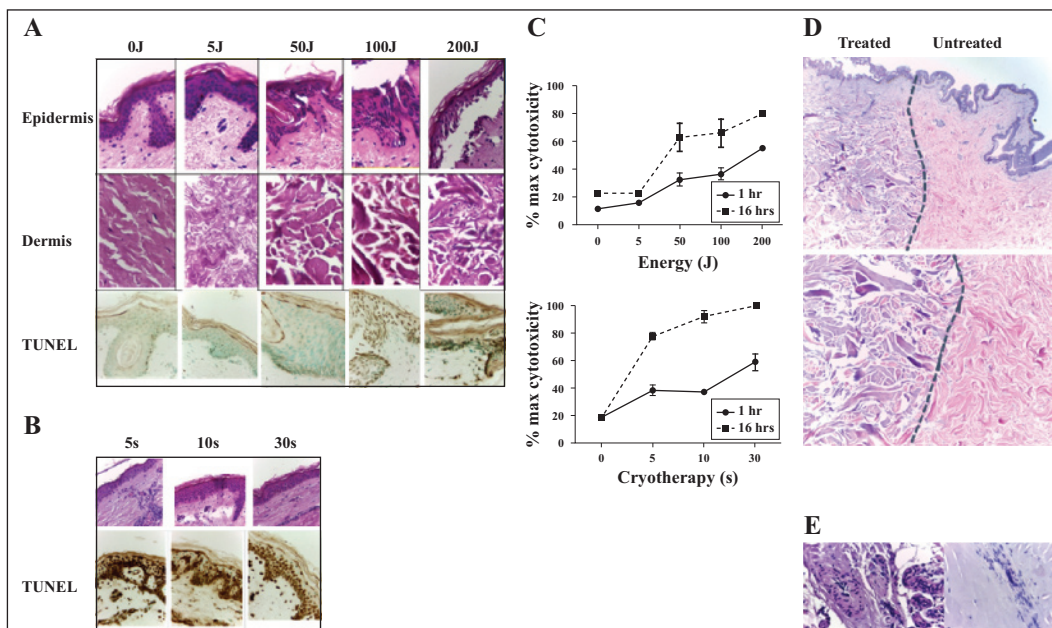 A
0J 5J 50J 100J 200J
Epidermis
Dermis
TUNEL
B
5s 10s 30s
TUNEL
C
% max cytotoxicity
100
80
60
40
20
0
0 5 50 100 200
Energy (J)
1 hr
16 hrs
% max cytotoxicity
100
80
60
40
20
0
0 5 10 30
Cryotherapy (s)
1 hr
16 hrs
D
Treated Untreated
E